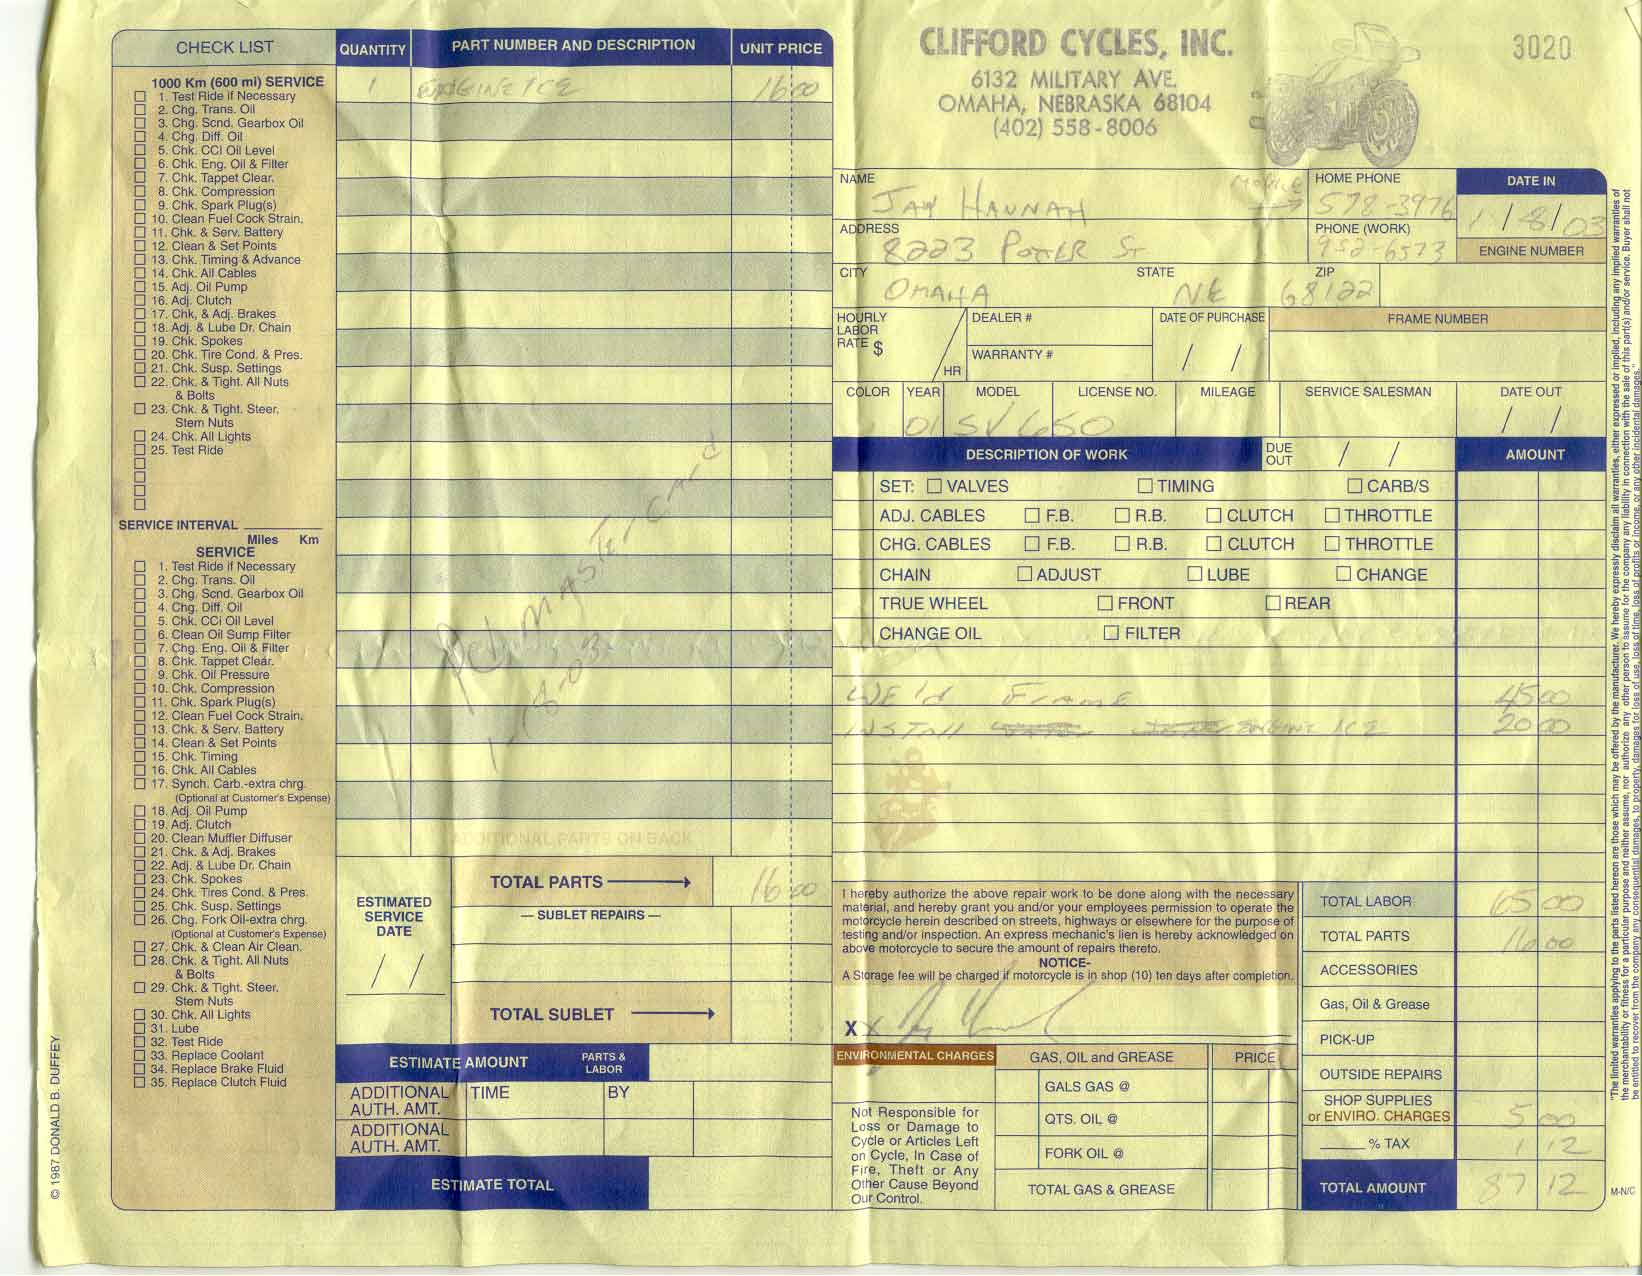 CHECK LIST
1000 Km (600 mi) SERVICE
1. Test Ride if Necessary
2. Chg. Trans. Oil
3. Chg. Scnd. Gearbox Oil
4. Chg. Diff. Oil
5. Chk. CCI Oil Level
6. Chk. Eng. Oil & Filter
7. Chk. Tappet Clear.
8. Chk. Compression
9. Chk. Spark Plug(s)
10. Clean Fuel Cock Strain.
11. Chk. & Serv. Battery
12. Clean & Set Points
13. Chk. Timing & Advance
14. Chk. All Cables
15. Adj. Oil Pump
16. Adj. Clutch
17. Chk, & Adj. Brakes
18. Adj. & Lube Dr. Chain
19. Chk. Spokes
20. Chk. Tire Cond. & Pres.
21. Chk. Susp. Settings
22. Chk. & Tight. All Nuts
& Bolts
23. Chk. & Tight. Steer.
Stem Nuts
24. Chk. All Lights
25. Test Ride
SERVICE INTERVAL
Miles Km
SERVICE
1. Test Ride if Necessary
2. Chg. Trans. Oil
3. Chg. Scnd. Gearbox Oil
4. Chg. Diff. Oil
5. Chk. CCi Oil Level
6. Clean Oil Sump Filter
7. Chg. Eng. Oil & Filter
8. Chk. Tappet Clear.
9. Chk. Oil Pressure
10. Chk. Compression
11. Chk. Spark Plug(s)
12. Clean Fuel Cock Strain.
13. Chk. & Serv. Battery
14. Clean & Set Points
15. Chk. Timing
16. Chk. All Cables
17. Synch. Carb.-extra chrg.
(Optional at Customer's Expense)
18. Adj. Oil Pump
19. Adj. Clutch
20. Clean Muffler Diffuser
21. Chk. & Adj. Brakes
22. Adj. & Lube Dr. Chain
23. Chk. Spokes
24. Chk. Tires Cond. & Pres.
25. Chk. Susp. Settings
26. Chg. Fork Oil-extra chrg.
(Optional at Customer's Expense)
27. Chk. & Clean Air Clean.
28. Chk. & Tight. All Nuts
& Bolts
29. Chk. & Tight. Steer.
Stem Nuts
30. Chk. All Lights
31. Lube
32. Test Ride
33. Replace Coolant
34. Replace Brake Fluid
35. Replace Clutch Fluid
© 1987 DONALD B. DUFFEY
QUANTITY PART NUMBER AND DESCRIPTION UNIT PRICE
1 ENGINE ICE 16 00
Pd Mastercard
1-8-03
ADDITIONAL PARTS ON BACK
ESTIMATED
SERVICE
DATE
/ /
TOTAL PARTS 16 00
— SUBLET REPAIRS —
TOTAL SUBLET
ESTIMATE AMOUNT PARTS &
LABOR
ADDITIONAL
AUTH. AMT. TIME BY
ADDITIONAL
AUTH. AMT.
ESTIMATE TOTAL
CLIFFORD CYCLES, INC.
6132 MILITARY AVE.
OMAHA, NEBRASKA 68104
(402) 558-8006
3020
NAME JAY HANNAH
MOBILE
HOME PHONE 578-3976
DATE IN 1/8/03
ADDRESS 8223 POTTER ST
PHONE (WORK) 952-6573
ENGINE NUMBER
CITY OMAHA STATE NE ZIP 68122
HOURLY
LABOR
RATE $ / HR
DEALER #
WARRANTY #
DATE OF PURCHASE / /
FRAME NUMBER
COLOR YEAR MODEL LICENSE NO. MILEAGE SERVICE SALESMAN DATE OUT
01 SV650 / /
DESCRIPTION OF WORK DUE
OUT / / AMOUNT
SET: VALVES TIMING CARB/S
ADJ. CABLES F.B. R.B. CLUTCH THROTTLE
CHG. CABLES F.B. R.B. CLUTCH THROTTLE
CHAIN ADJUST LUBE CHANGE
TRUE WHEEL FRONT REAR
CHANGE OIL FILTER
WEld FRAME 45 00
INSTAll ENGINE ICE 20 00
I hereby authorize the above repair work to be done along with the necessary
material, and hereby grant you and/or your employees permission to operate the
motorcycle herein described on streets, highways or elsewhere for the purpose of
testing and/or inspection. An express mechanic's lien is hereby acknowledged on
above motorcycle to secure the amount of repairs thereto.
NOTICE-
A Storage fee will be charged if motorcycle is in shop (10) ten days after completion.
X x
ENVIRONMENTAL CHARGES
Not Responsible for
Loss or Damage to
Cycle or Articles Left
on Cycle, In Case of
Fire, Theft or Any
Other Cause Beyond
Our Control.
GAS, OIL and GREASE PRICE
GALS GAS @
QTS. OIL @
FORK OIL @
TOTAL GAS & GREASE
TOTAL LABOR 65 00
TOTAL PARTS 16 00
ACCESSORIES
Gas, Oil & Grease
PICK-UP
OUTSIDE REPAIRS
SHOP SUPPLIES
or ENVIRO. CHARGES 5 00
% TAX 1 12
TOTAL AMOUNT 87 12
M-N/C
"The limited warranties applying to the parts listed hereon are those which may be offered by the manufacturer. We hereby expressly disclaim all warranties, either expressed or implied, including any implied warranties of
the merchantability or fitness for a particular purpose and neither assume, nor authorize any other person to assume for the company any liability in connection with the sale of this part(s) and/or service. Buyer shall not
be entitled to recover from the company any consequential damages, to property, damages for loss of use, loss of time, loss of profits or income, or any other incidental damages."